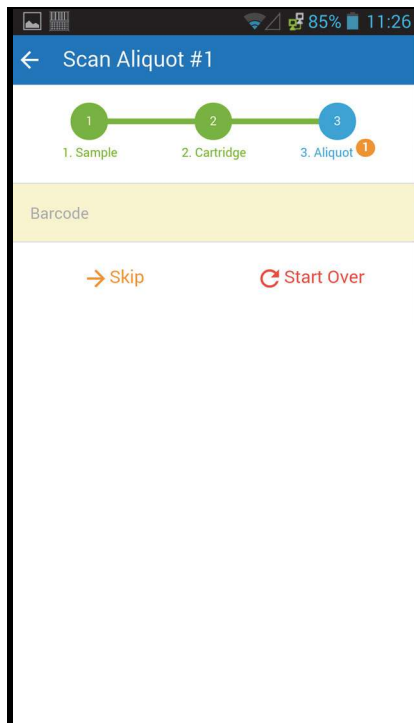 85% 11:26
Scan Aliquot #1
1 2 3
1. Sample 2. Cartridge 3. Aliquot 1
Barcode
Skip Start Over